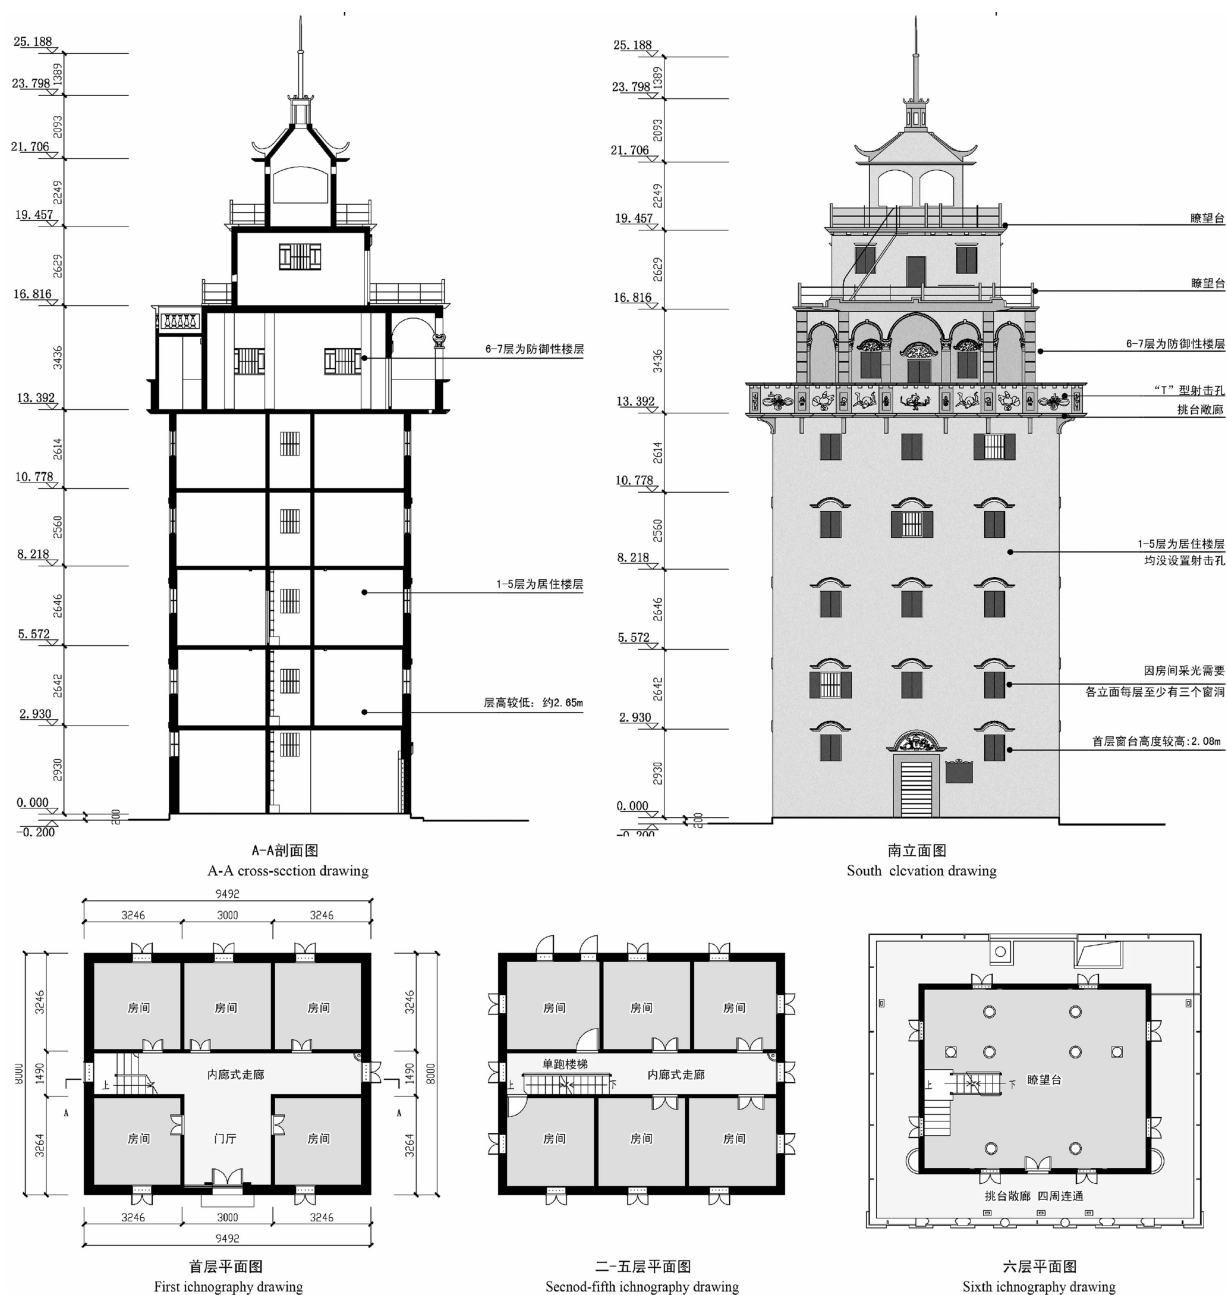 25.188
1389
23.798
2093
21.706
2249
19.457
2629
16.816
3436
13.392
2614
10.778
2560
8.218
2646
5.572
2642
2.930
2930
0.000
200
-0.200
6-7层为防御性楼层
1-5层为居住楼层
层高较低：约2.65m
A-A剖面图
A-A cross-section drawing
25.188
1389
23.798
2093
21.706
2249
19.457
2629
16.816
3436
13.392
2614
10.778
2560
8.218
2646
5.572
2642
2.930
2930
0.000
200
-0.200
瞭望台
瞭望台
6-7层为防御性楼层
“T”型射击孔
挑台敞廊
1-5层为居住楼层
均没设置射击孔
因房间采光需要
各立面每层至少有三个窗洞
首层窗台高度较高:2.08m
南立面图
South elevation drawing
9492
3246 3000 3246
8000
3246
1490
3264
3246
1490
3264
8000
房间 房间 房间
上 内廊式走廊
A A
房间 门厅 房间
3246 3000 3246
9492
首层平面图
First ichnography drawing
房间 房间 房间
单跑楼梯
上 下 内廊式走廊
房间 房间 房间
二-五层平面图
Secnod-fifth ichnography drawing
上 下 瞭望台
挑台敞廊 四周连通
六层平面图
Sixth ichnography drawing